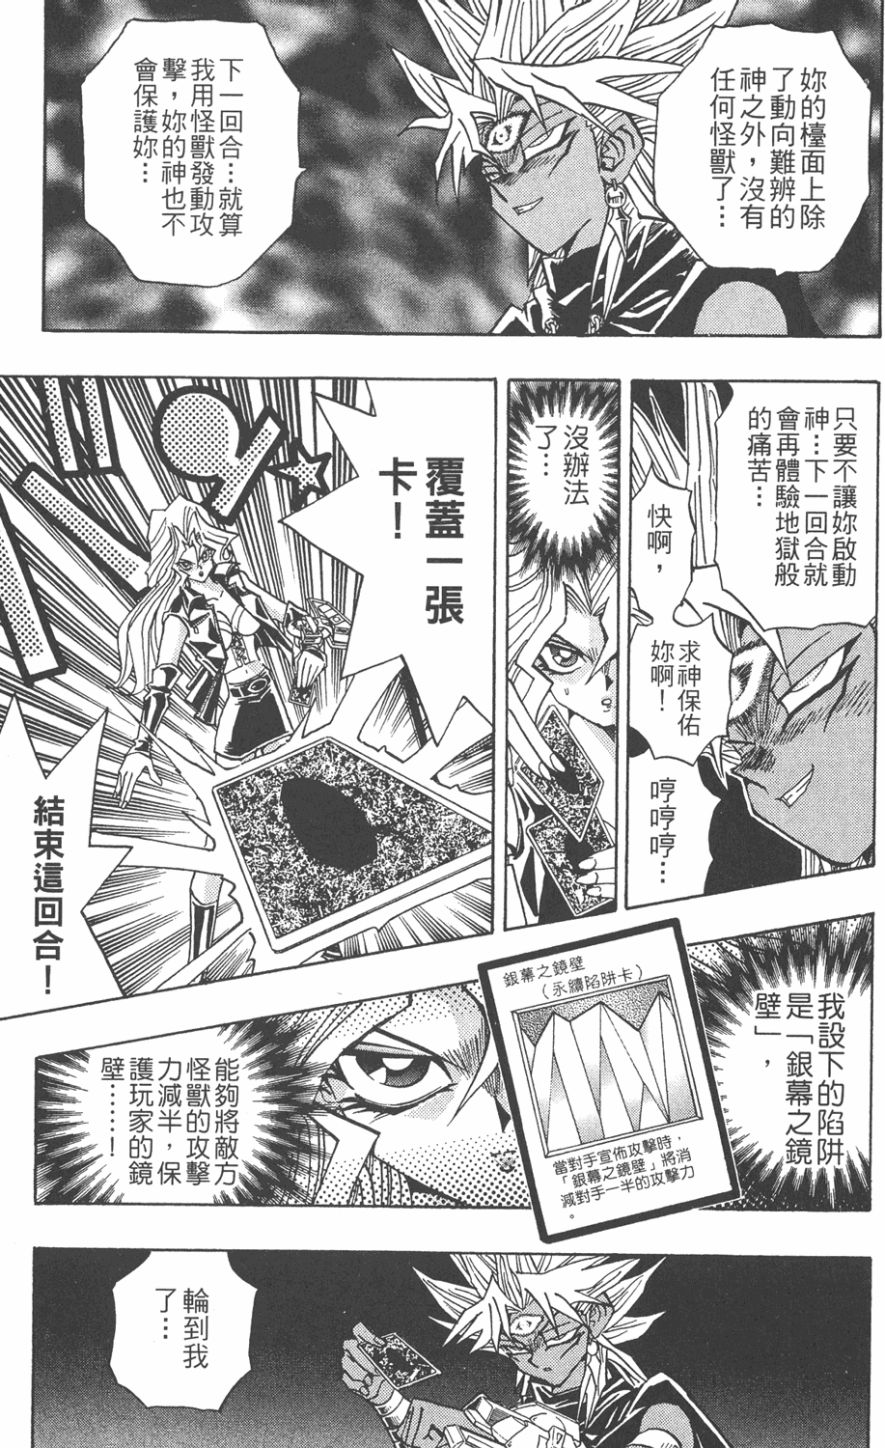 妳的檯面上除
了動向難辨的
神之外，沒有
任何怪獸了…
下一回合…就算
我用怪獸發動攻
擊，妳的神也不
會保護妳…
只要不讓妳啟動
神…下一回合就
會再體驗地獄般
的痛苦…
快啊，
求神保佑
妳啊！
哼哼哼…
沒辦法
了…
覆蓋一張
卡！
バーン
結束這回合！
我設下的陷阱
是「銀幕之鏡
壁」，
銀幕之鏡壁
（永續陷阱卡）
當對手宣佈攻擊時，
「銀幕之鏡壁」將消
減對手一半的攻擊力
。
能夠將敵方
怪獸的攻擊
力減半，保
護玩家的鏡
壁……！
輪到我
了…